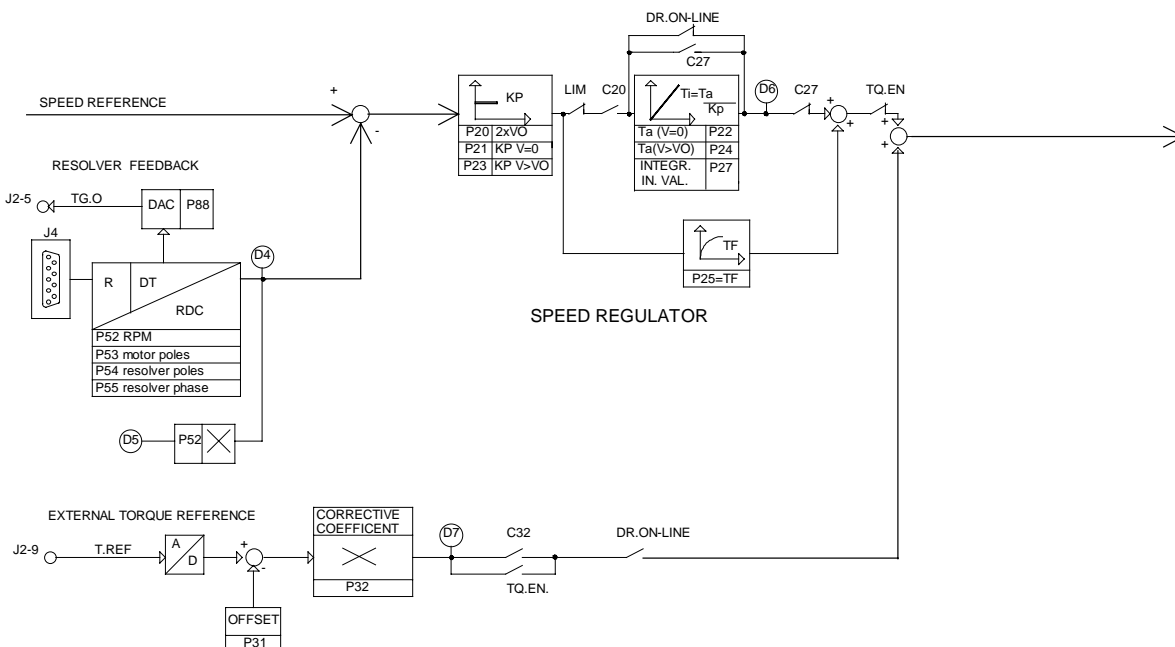 DR.ON-LINE
C27
SPEED REFERENCE
+
-
KP
P20 2xVO
P21 KP V=0
P23 KP V>VO
LIM
C20
Ti=Ta
Kp
Ta (V=0) P22
Ta(V>VO) P24
INTEGR. P27
IN. VAL.
D6
C27
+
+
TQ.EN
+
+
RESOLVER FEEDBACK
J2-5
TG.O
DAC P88
J4
D4
R DT
RDC
P52 RPM
P53 motor poles
P54 resolver poles
P55 resolver phase
TF
P25=TF
SPEED REGULATOR
D5
P52
EXTERNAL TORQUE REFERENCE
J2-9
T.REF
A
D
+
-
OFFSET
P31
CORRECTIVE
COEFFICENT
P32
D7
C32
TQ.EN.
DR.ON-LINE